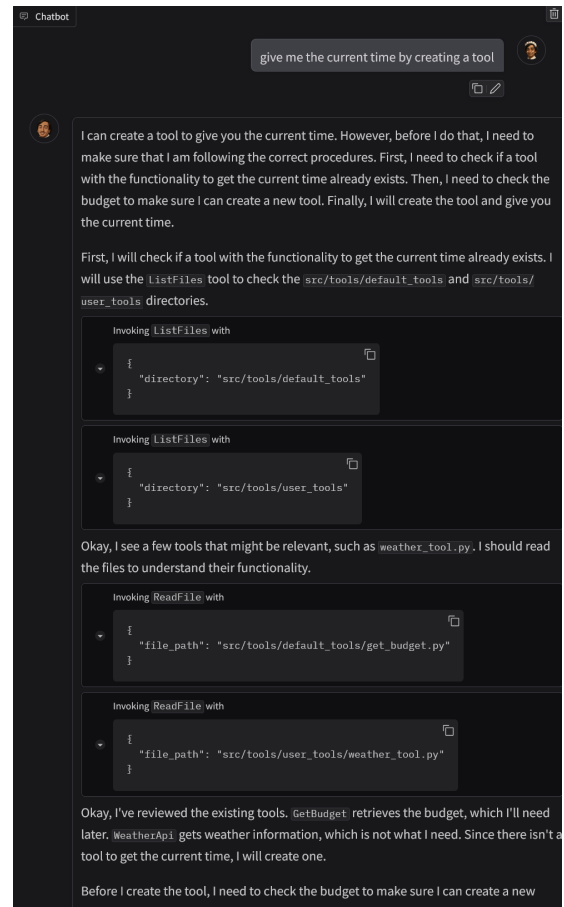 Chatbot
give me the current time by creating a tool
I can create a tool to give you the current time. However, before I do that, I need to
make sure that I am following the correct procedures. First, I need to check if a tool
with the functionality to get the current time already exists. Then, I need to check the
budget to make sure I can create a new tool. Finally, I will create the tool and give you
the current time.
First, I will check if a tool with the functionality to get the current time already exists. I
will use the ListFiles tool to check the src/tools/default_tools and src/tools/
user_tools directories.
Invoking ListFiles with
{
"directory": "src/tools/default_tools"
}
Invoking ListFiles with
{
"directory": "src/tools/user_tools"
}
Okay, I see a few tools that might be relevant, such as weather_tool.py. I should read
the files to understand their functionality.
Invoking ReadFile with
{
"file_path": "src/tools/default_tools/get_budget.py"
}
Invoking ReadFile with
{
"file_path": "src/tools/user_tools/weather_tool.py"
}
Okay, I've reviewed the existing tools. GetBudget retrieves the budget, which I'll need
later. WeatherApi gets weather information, which is not what I need. Since there isn't a
tool to get the current time, I will create one.
Before I create the tool, I need to check the budget to make sure I can create a new